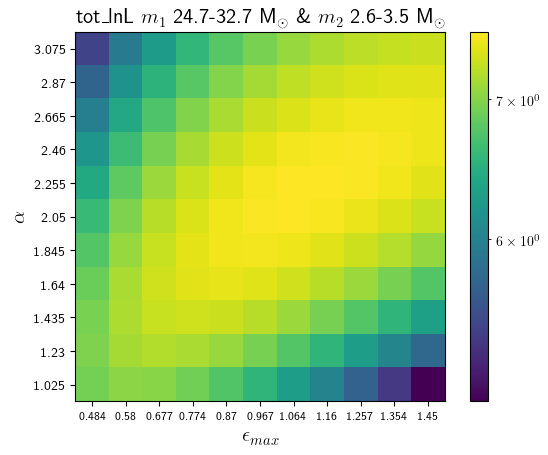 tot_lnL m₁ 24.7-32.7 M⊙ & m₂ 2.6-3.5 M⊙
3.075
2.87
2.665
2.46
2.255
2.05
1.845
1.64
1.435
1.23
1.025
α
0.484 0.58 0.677 0.774 0.87 0.967 1.064 1.16 1.257 1.354 1.45
ϵmax
7 × 10⁰
6 × 10⁰